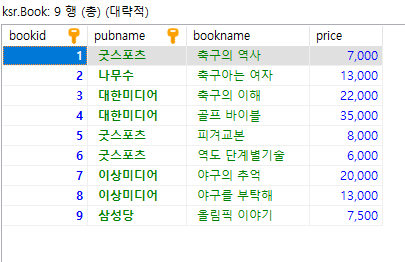 ksr.Book: 9 행 (총) (대략적)
bookid pubname bookname price
1 굿스포츠 축구의 역사 7,000
2 나무수 축구아는 여자 13,000
3 대한미디어 축구의 이해 22,000
4 대한미디어 골프 바이블 35,000
5 굿스포츠 피겨교본 8,000
6 굿스포츠 역도 단계별기술 6,000
7 이상미디어 야구의 추억 20,000
8 이상미디어 야구를 부탁해 13,000
9 삼성당 올림픽 이야기 7,500